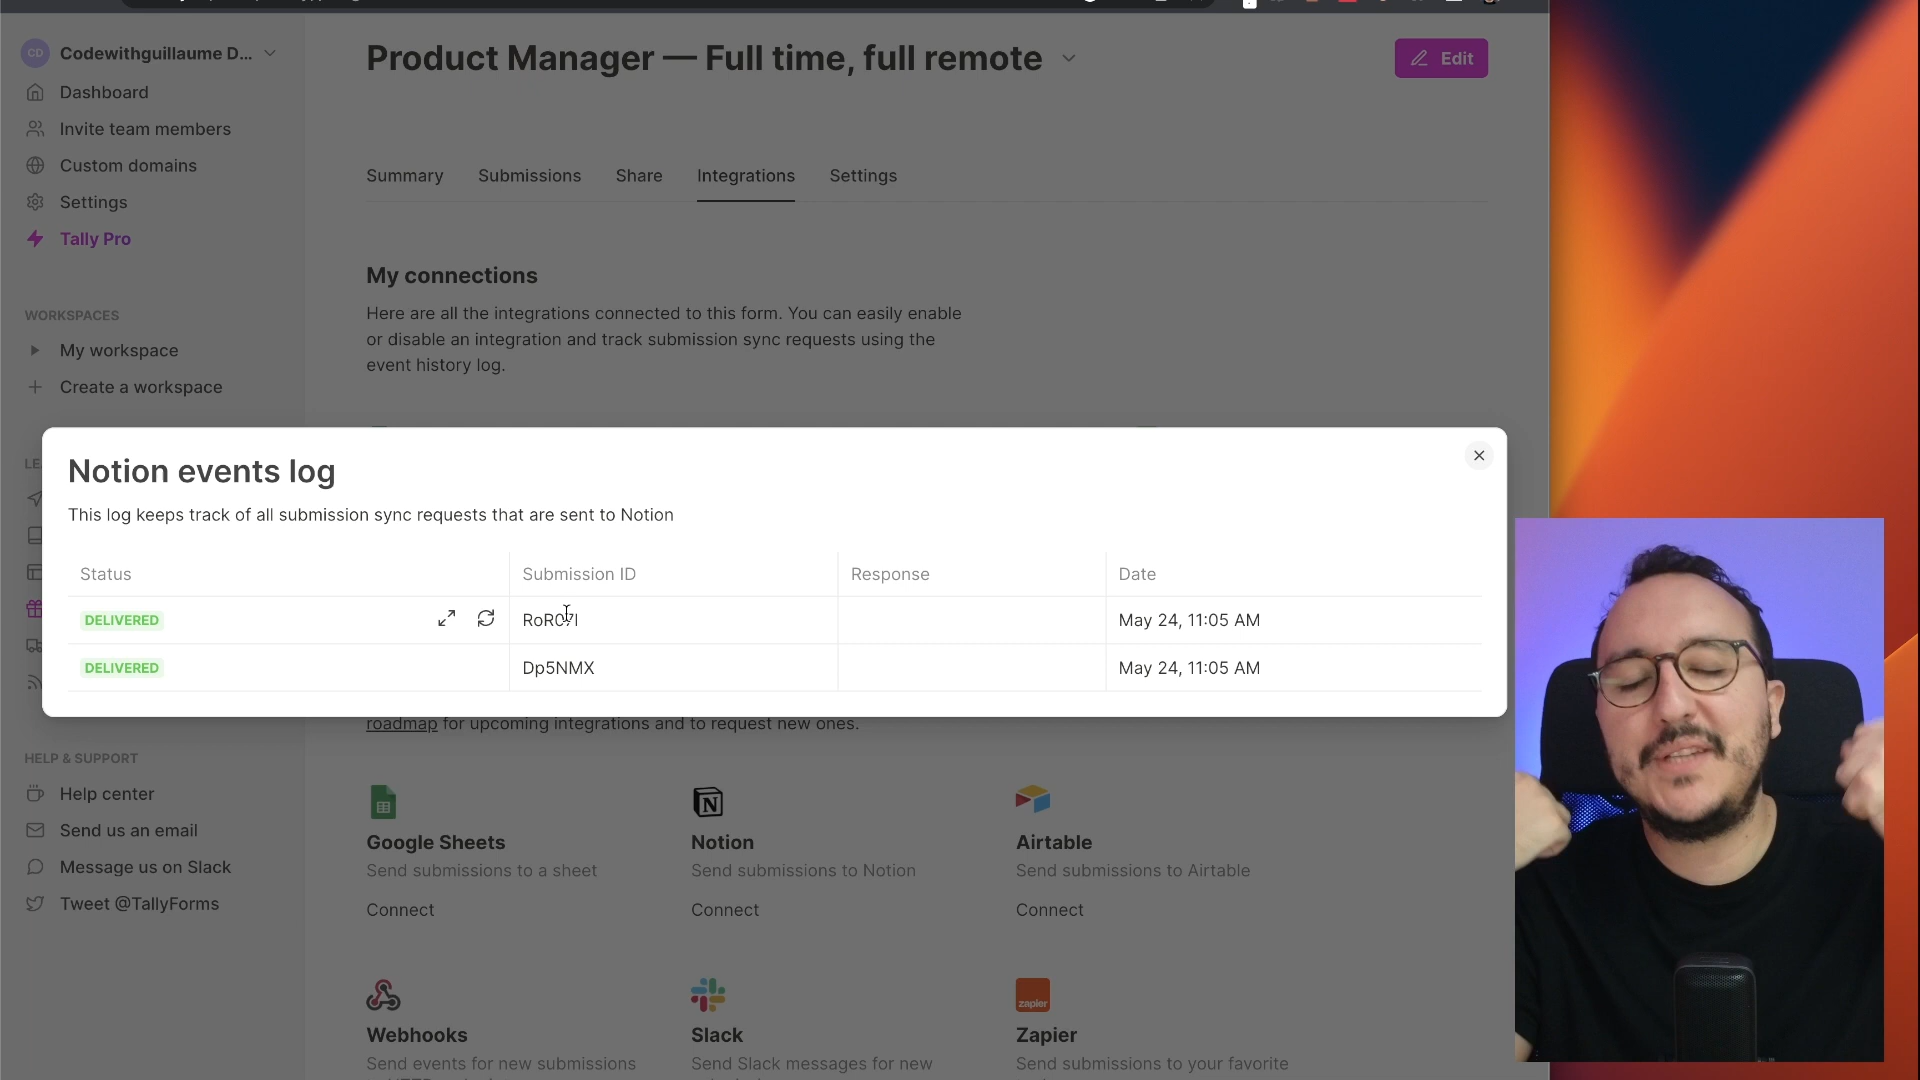 CD Codewithguillaume D...
Dashboard
Invite team members
Custom domains
Settings
Tally Pro
WORKSPACES
My workspace
Create a workspace
Product Manager — Full time, full remote
Edit
Summary Submissions Share Integrations Settings
My connections
Here are all the integrations connected to this form. You can easily enable
or disable an integration and track submission sync requests using the
event history log.
Notion events log
This log keeps track of all submission sync requests that are sent to Notion
Status Submission ID Response Date
DELIVERED May 24, 11:05 AM
DELIVERED Dp5NMX May 24, 11:05 AM
roadmap for upcoming integrations and to request new ones.
HELP & SUPPORT
Help center
Send us an email
Message us on Slack
Tweet @TallyForms
Google Sheets
Send submissions to a sheet
Connect
Notion
Send submissions to Notion
Connect
Airtable
Send submissions to Airtable
Connect
Webhooks
Send events for new submissions
Slack
Send Slack messages for new
zapier
Zapier
Send submissions to your favorite